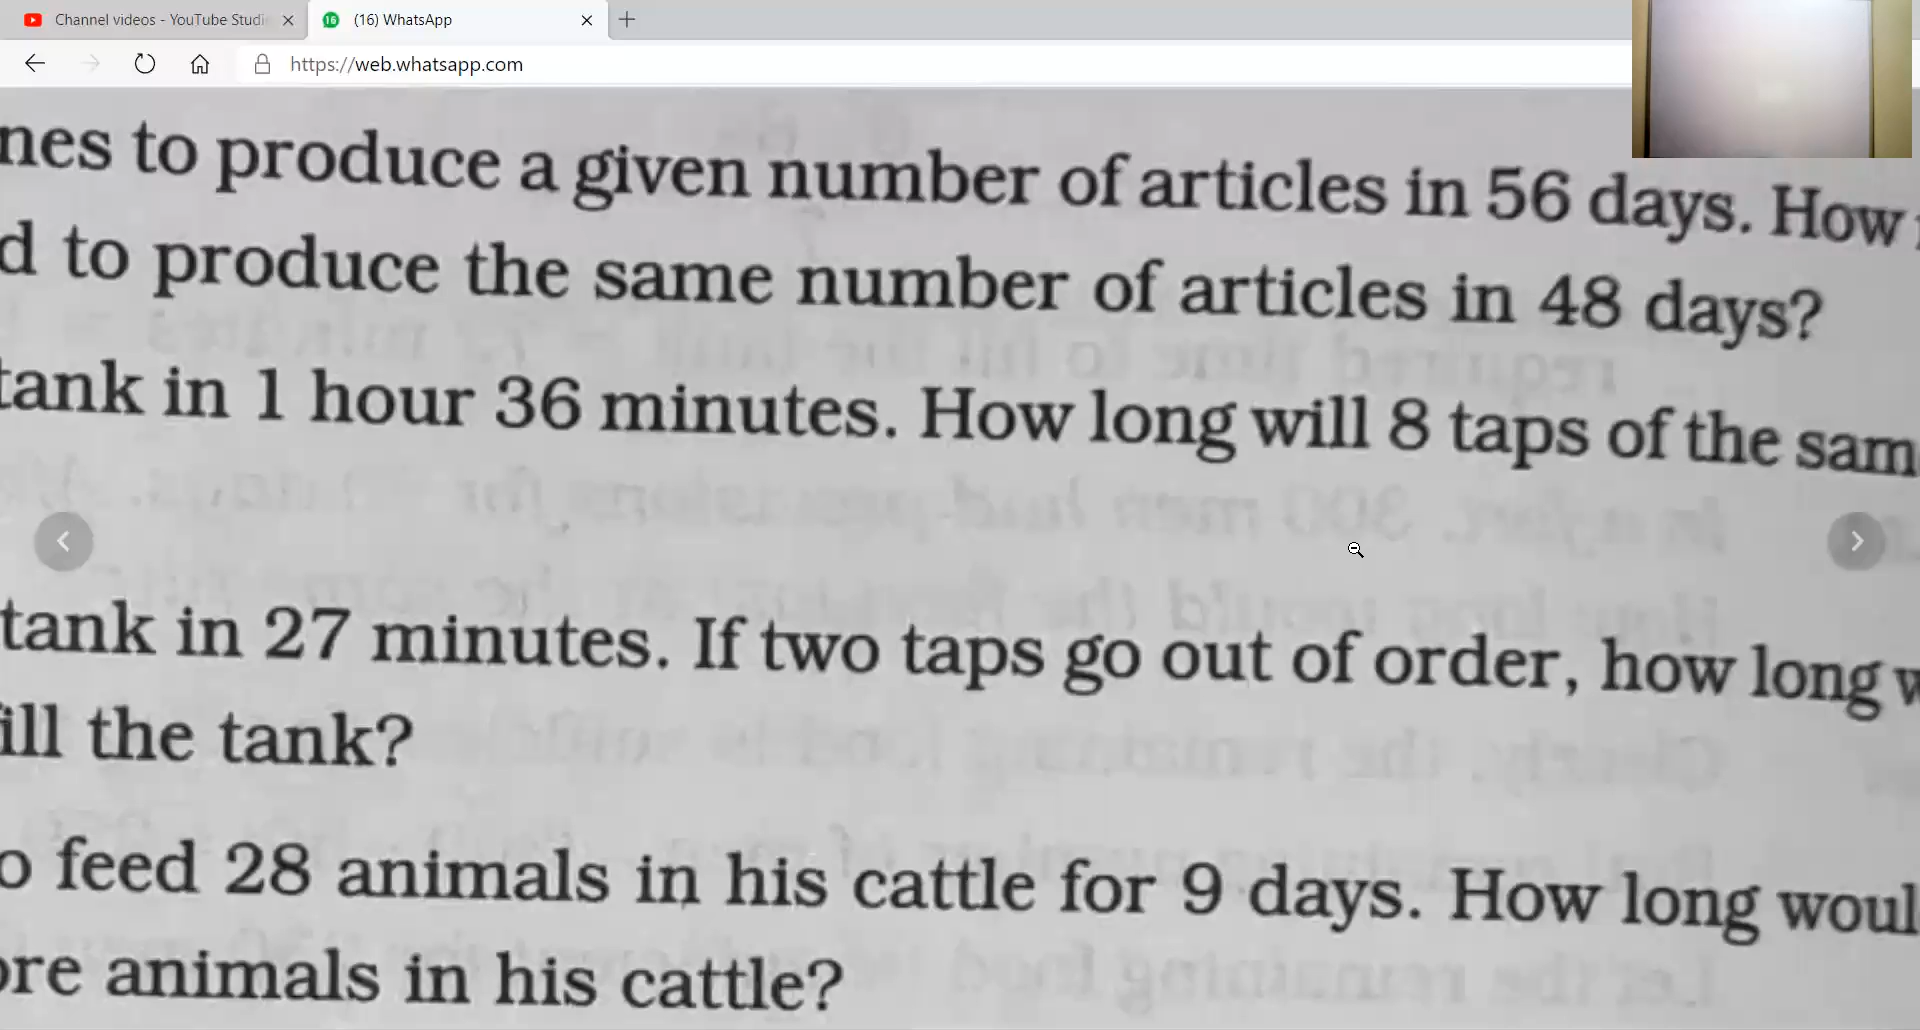 Channel videos - YouTube Studi
16 (16) WhatsApp
https://web.whatsapp.com
nes to produce a given number of articles in 56 days. How
d to produce the same number of articles in 48 days?
tank in 1 hour 36 minutes. How long will 8 taps of the sam
tank in 27 minutes. If two taps go out of order, how long w
ill the tank?
o feed 28 animals in his cattle for 9 days. How long woul
ore animals in his cattle?